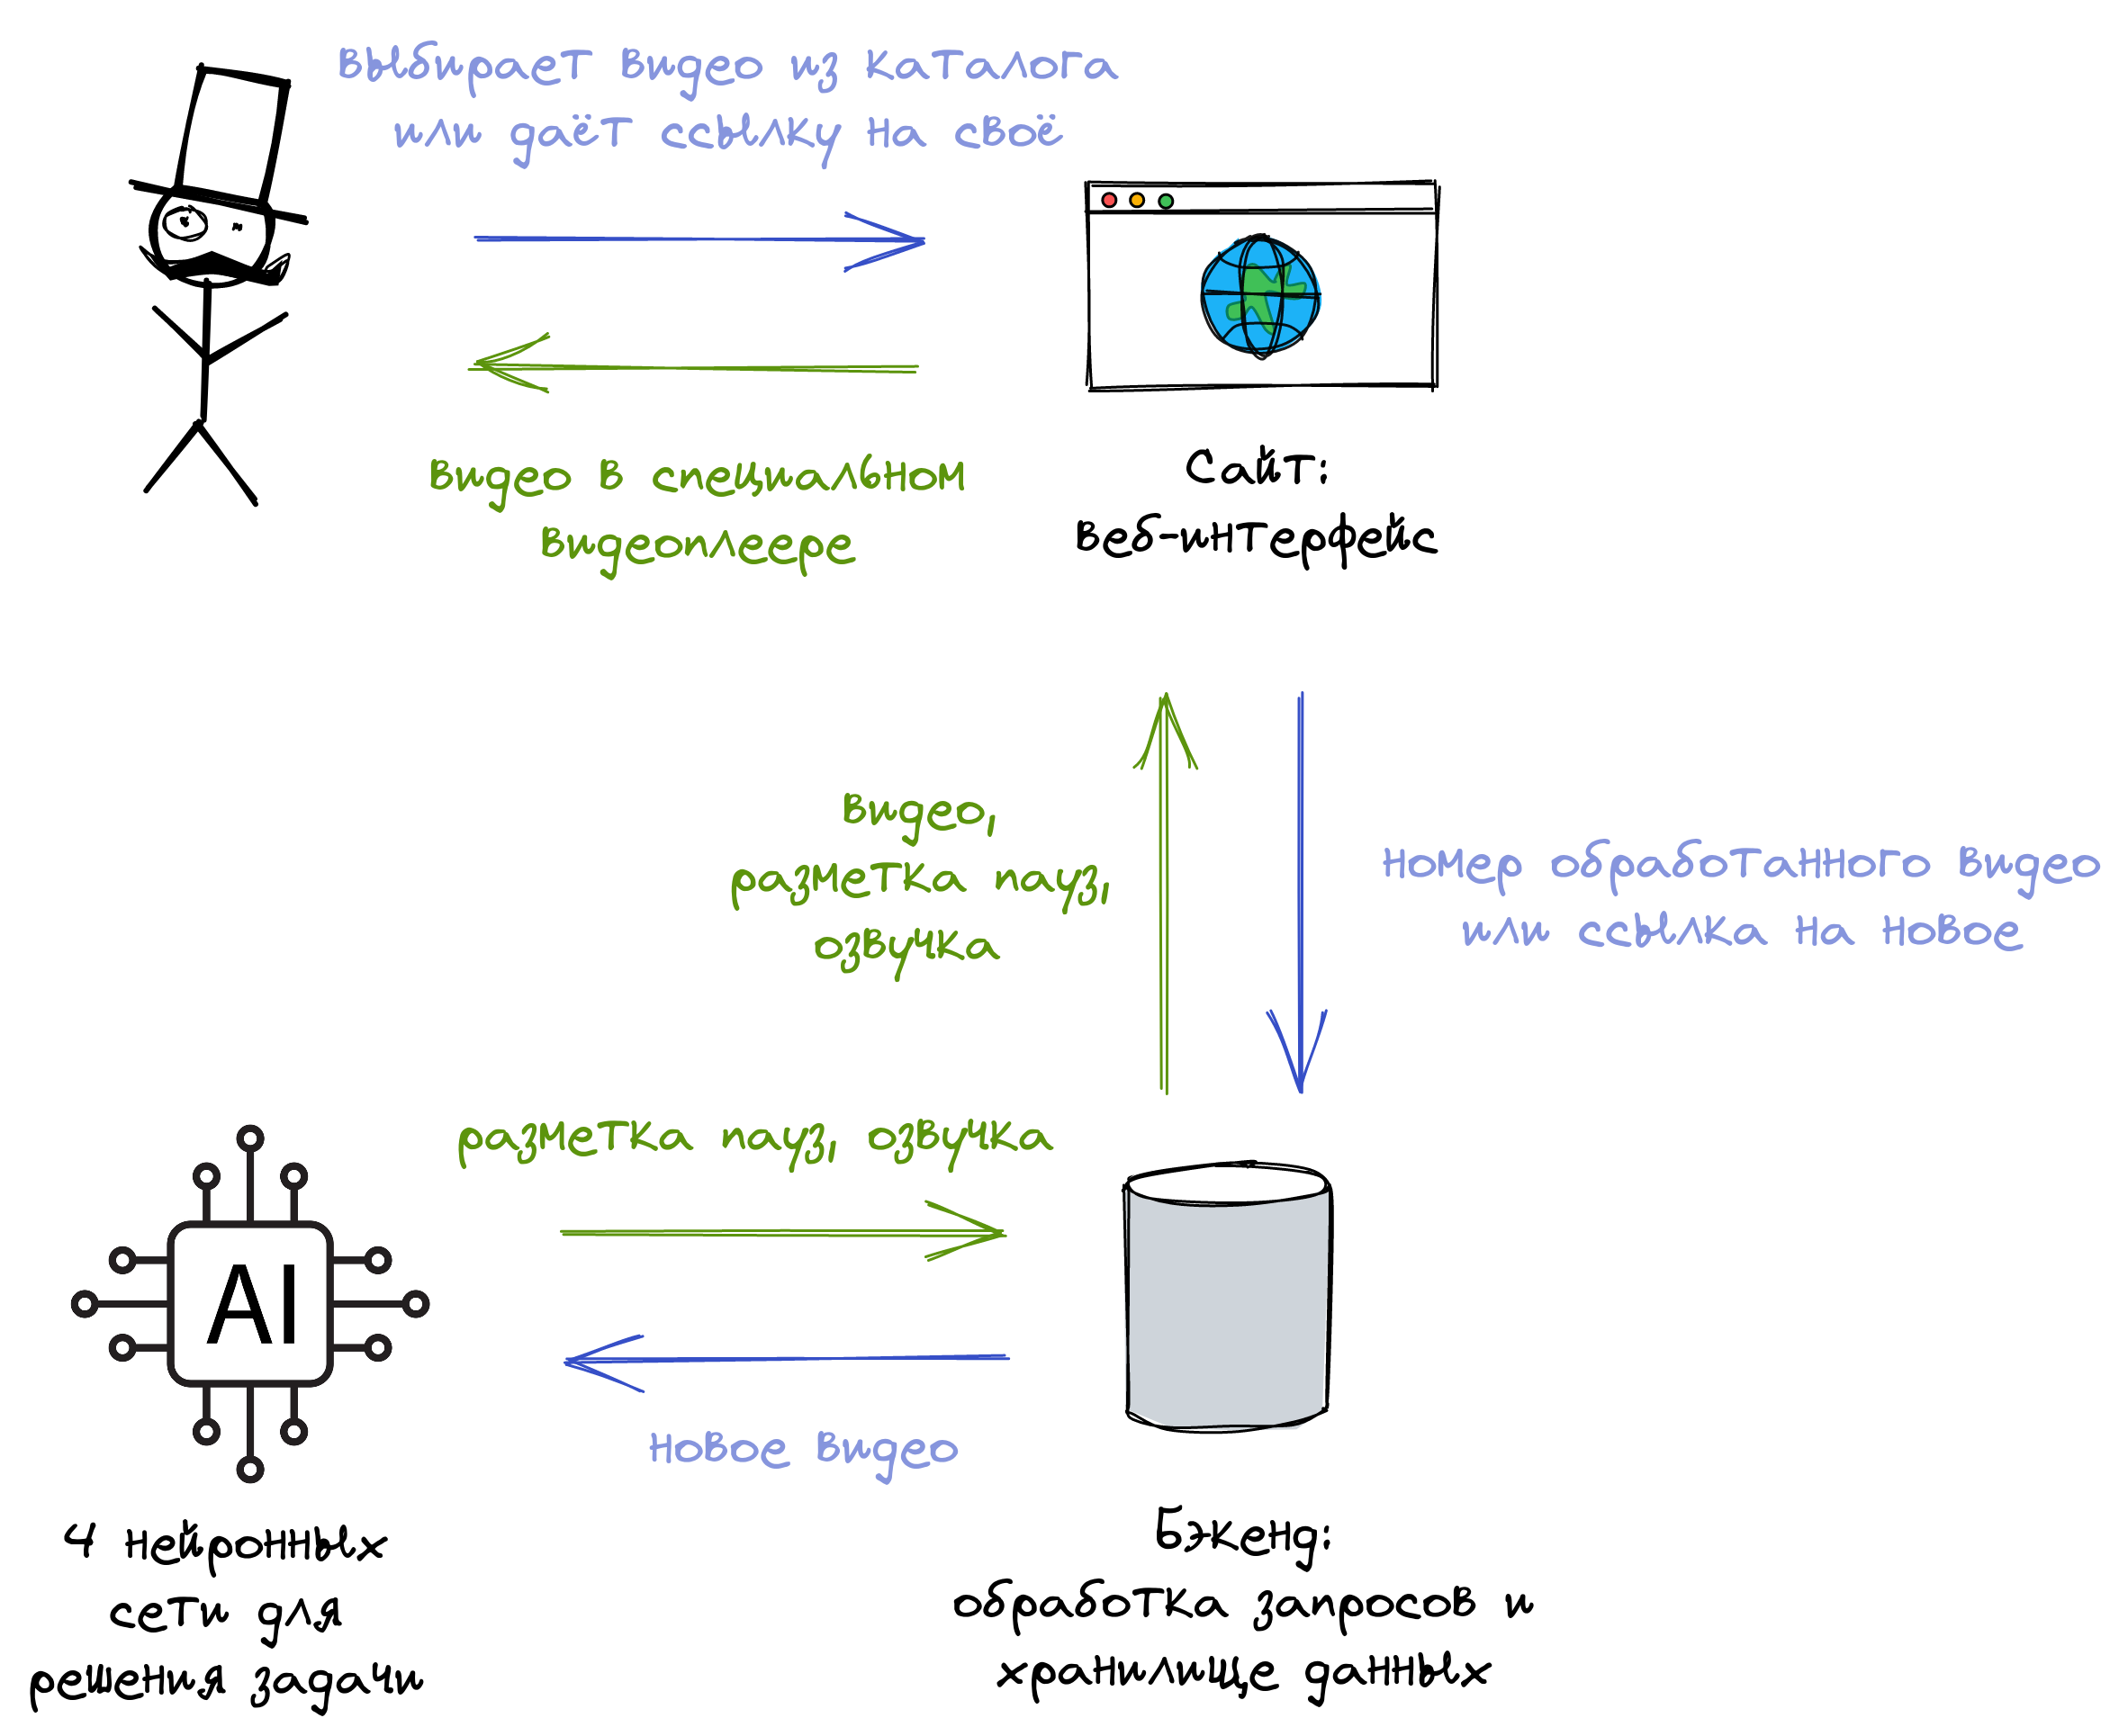 выбирает видео из каталога
или даёт ссылку на своё
видео в специальном
видеоплеере
Сайт:
веб-интерфейс
видео,
разметка пауз,
озвучка
номер обработанного видео
или ссылка на новое
разметка пауз, озвучка
AI
новое видео
4 нейронных
сети для
решения задачи
Бэкенд:
обработка запросов и
хранилище данных